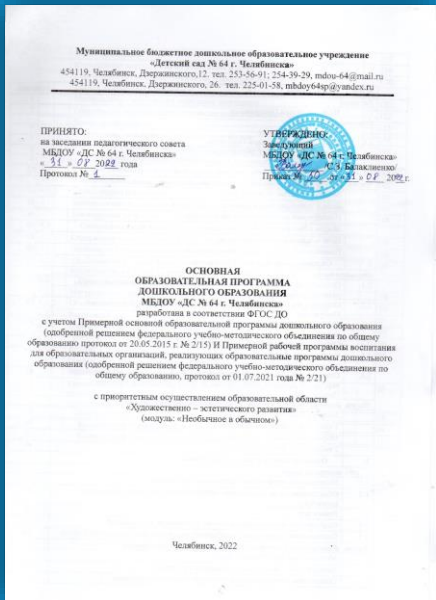 Муниципальное бюджетное дошкольное образовательное учреждение
«Детский сад № 64 г. Челябинска»
454119, Челябинск, Дзержинского,12. тел. 253-56-91; 254-39-29, mdou-64@mail.ru
454119, Челябинск, Дзержинского, 26. тел. 225-01-58, mbdoy64sp@yandex.ru
ПРИНЯТО:
на заседании педагогического совета
МБДОУ «ДС № 64 г. Челябинска»
« 31 » 08 2022 года
Протокол № 1
УТВЕРЖДЕНО:
Заведующий
МБДОУ «ДС № 64 г. Челябинска»
/С.З. Балакленко/
Приказ № от « 31 » 08 2022 г.
ОСНОВНАЯ
ОБРАЗОВАТЕЛЬНАЯ ПРОГРАММА
ДОШКОЛЬНОГО ОБРАЗОВАНИЯ
МБДОУ «ДС № 64 г. Челябинска»
разработана в соответствии ФГОС ДО
с учетом Примерной основной образовательной программы дошкольного образования
(одобренной решением федерального учебно-методического объединения по общему
образованию протокол от 20.05.2015 г. № 2/15) И Примерной рабочей программы воспитания
для образовательных организаций, реализующих образовательные программы дошкольного
образования (одобренной решением федерального учебно-методического объединения по
общему образованию, протокол от 01.07.2021 года № 2/21)
с приоритетным осуществлением образовательной области
«Художественно – эстетического развития»
(модуль: «Необычное в обычном»)
Челябинск, 2022